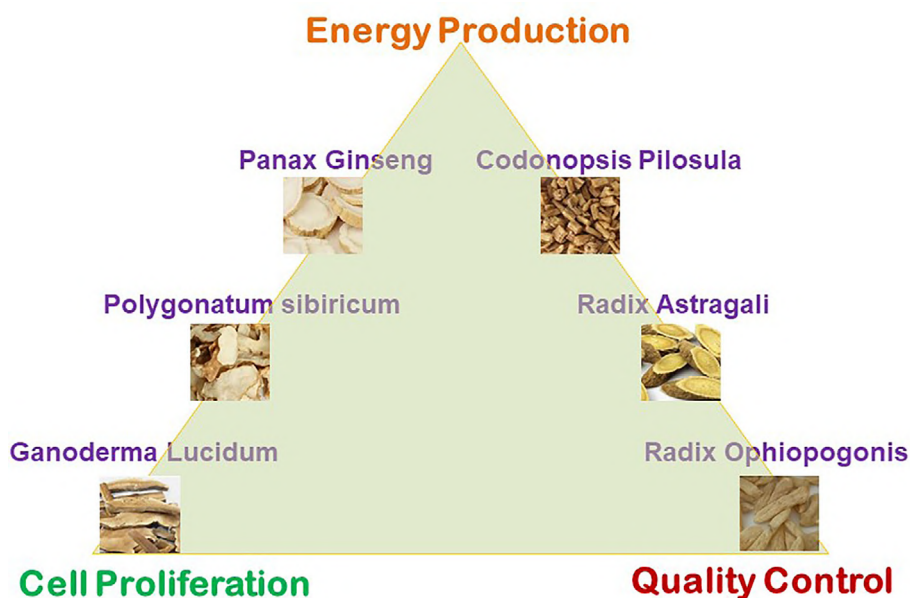 Energy Production
Panax Ginseng
Codonopsis Pilosula
Polygonatum sibiricum
Radix Astragali
Ganoderma Lucidum
Radix Ophiopogonis
Cell Proliferation
Quality Control